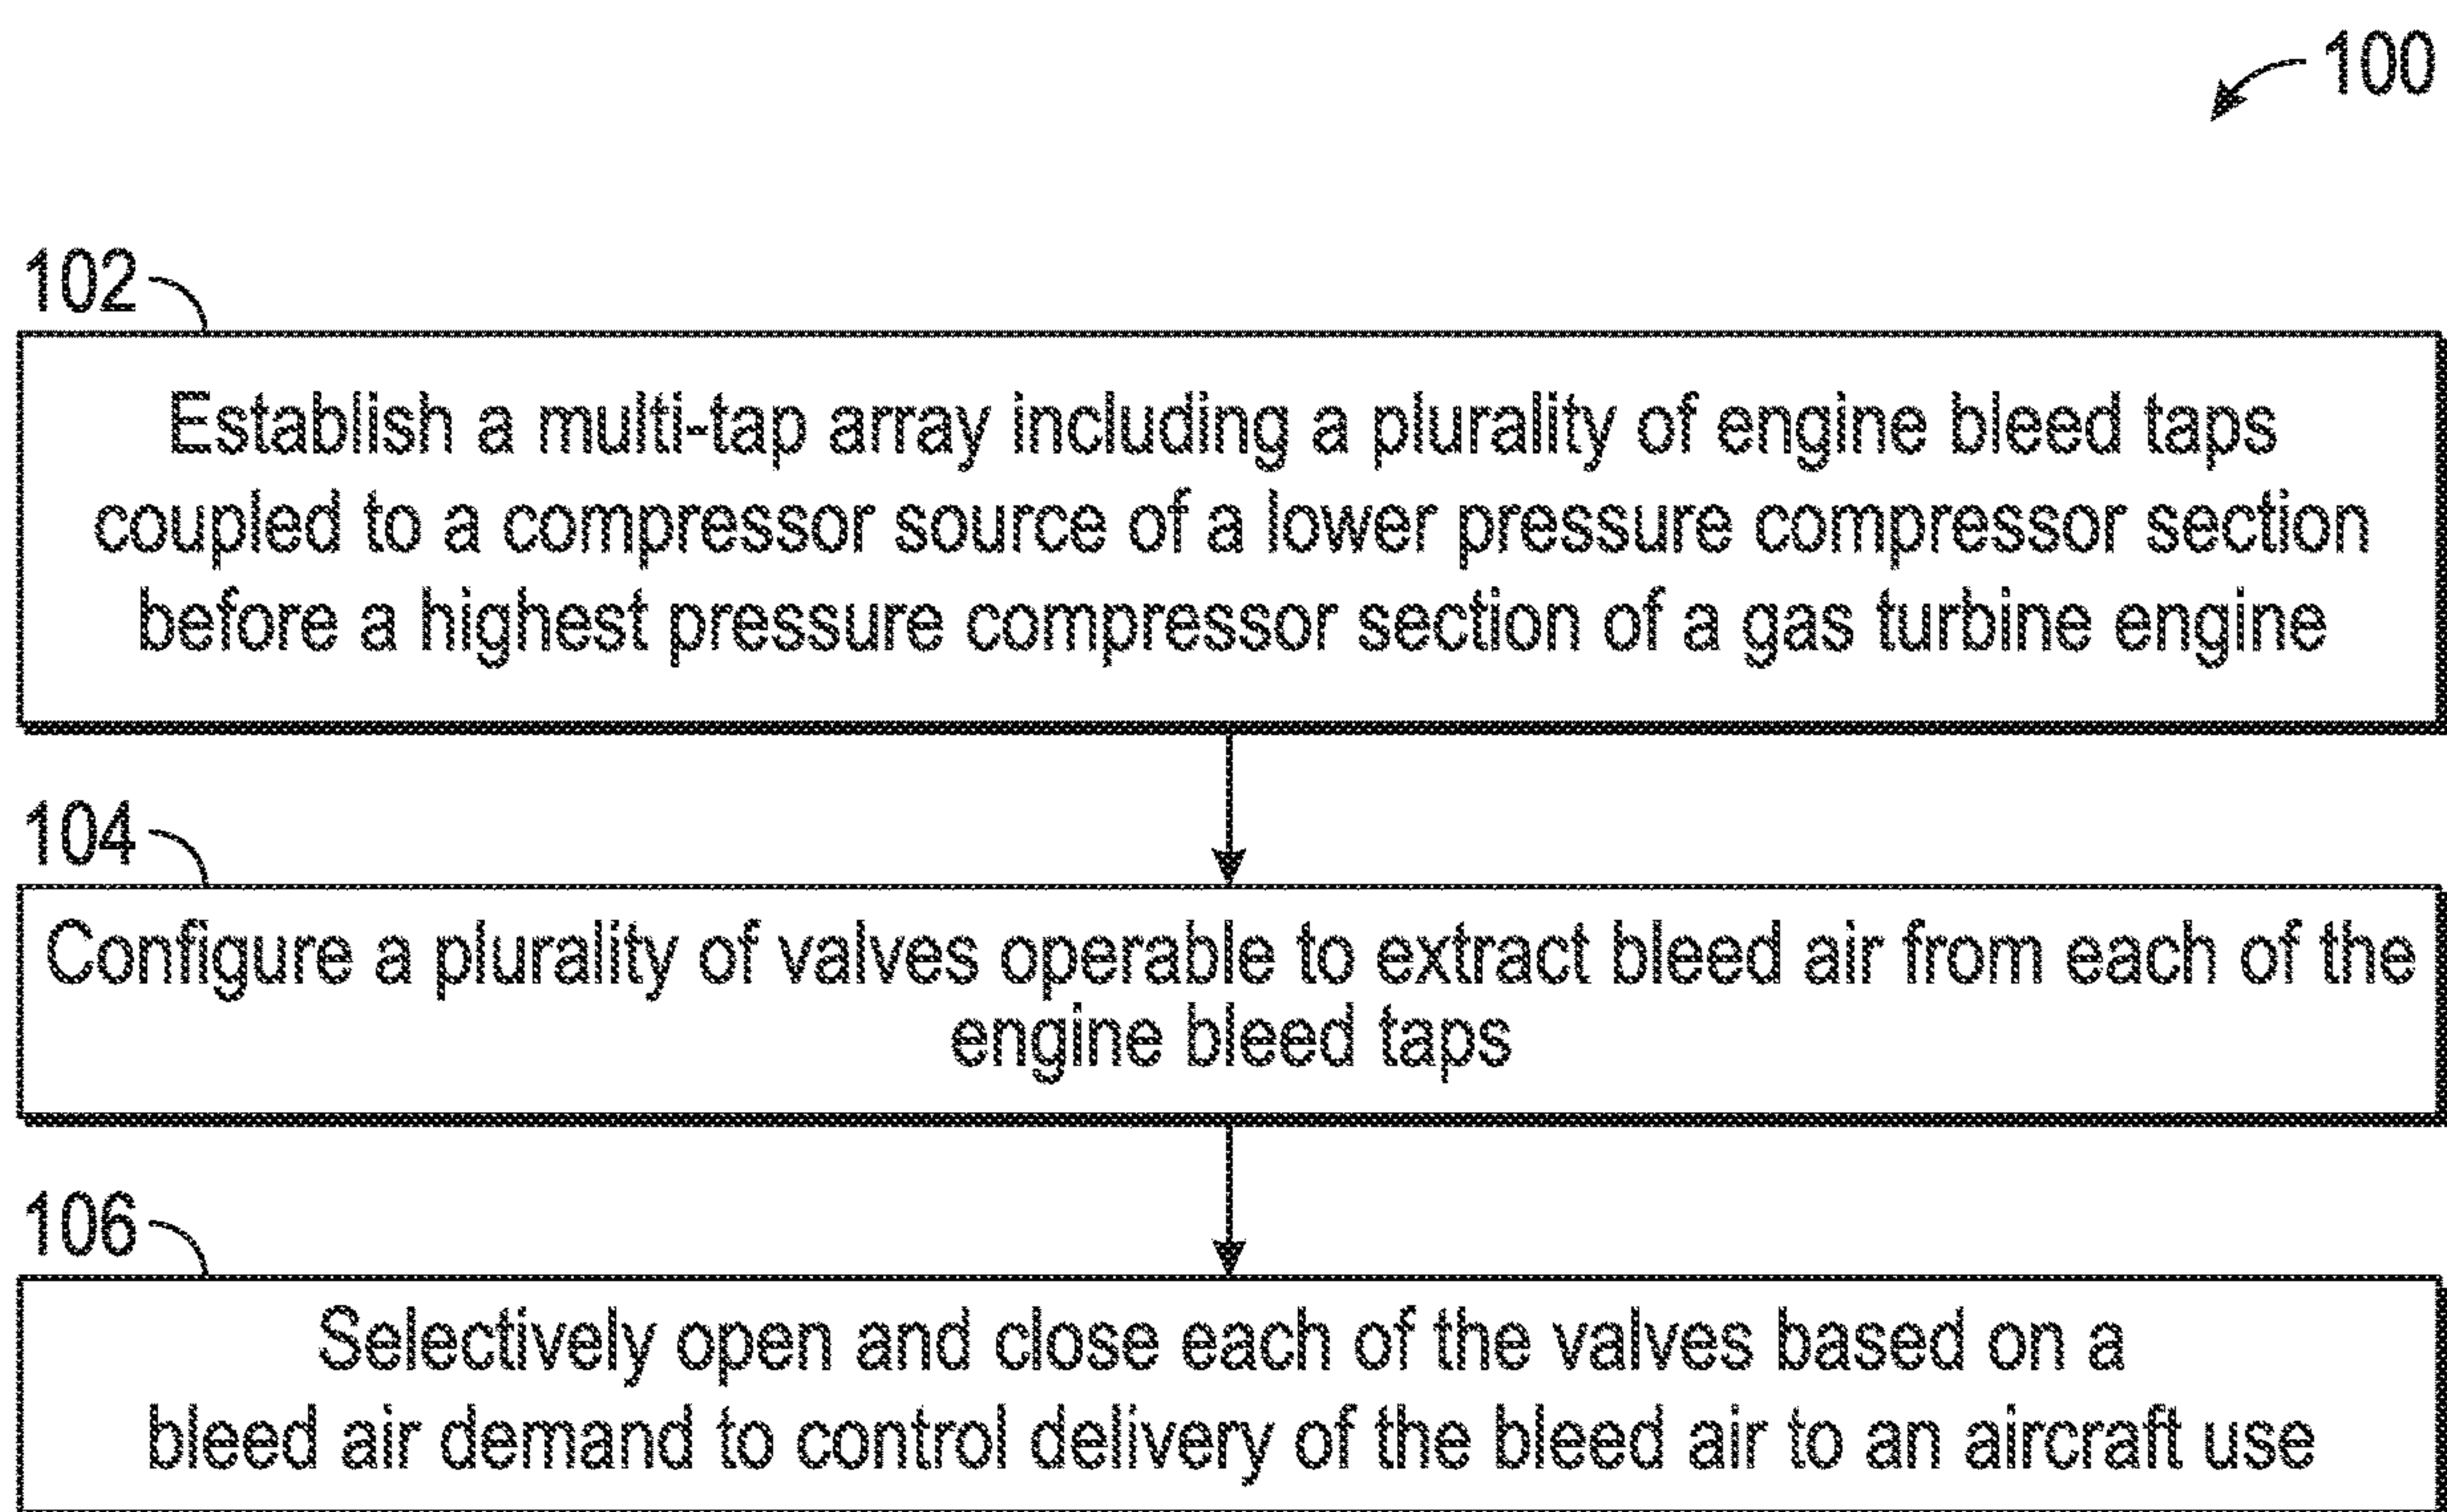 100
102
Establish a multi-tap array including a plurality of engine bleed taps
coupled to a compressor source of a lower pressure compressor section
before a highest pressure compressor section of a gas turbine engine
104
Configure a plurality of valves operable to extract bleed air from each of the
engine bleed taps
106
Selectively open and close each of the valves based on a
bleed air demand to control delivery of the bleed air to an aircraft use